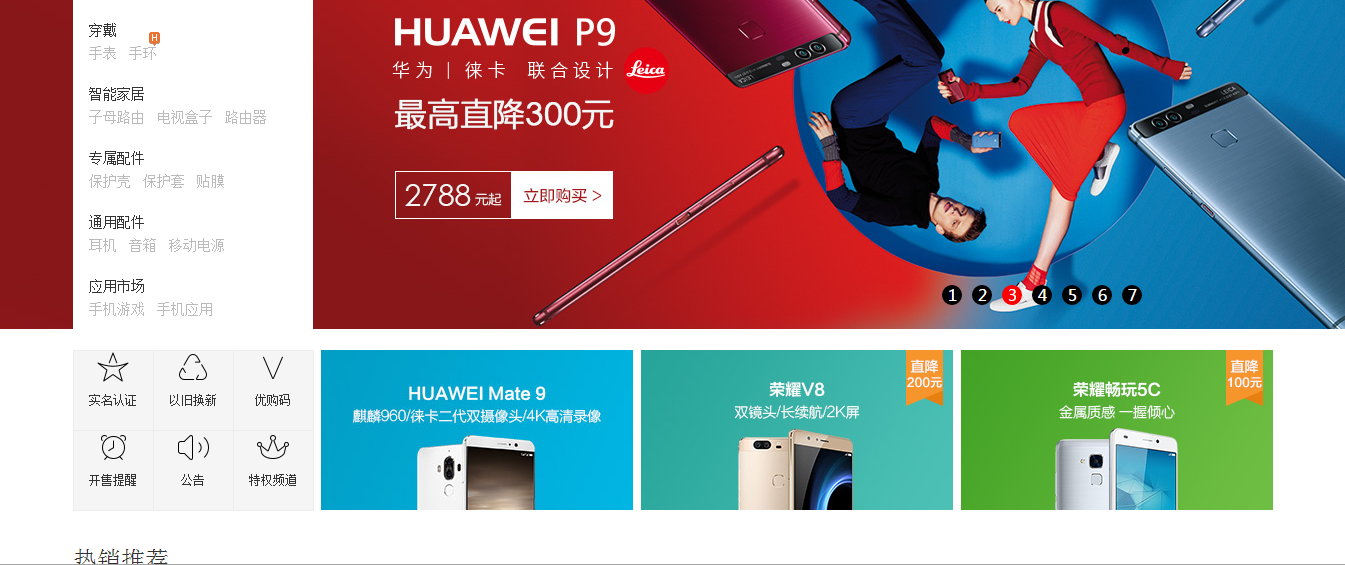 穿戴
H
手表 手环
智能家居
子母路由 电视盒子 路由器
专属配件
保护壳 保护套 贴膜
通用配件
耳机 音箱 移动电源
应用市场
手机游戏 手机应用
HUAWEI P9
华为 | 徕卡 联合设计 Leica
最高直降300元
2788 元起 立即购买 >
LEICA
LEICA
1 2 3 4 5 6 7
实名认证 以旧换新 优购码
开售提醒 公告 特权频道
HUAWEI Mate 9
麒麟960/徕卡二代双摄像头/4K高清录像
直降
200元
荣耀V8
双镜头/长续航/2K屏
直降
100元
荣耀畅玩5C
金属质感 一握倾心
热销推荐